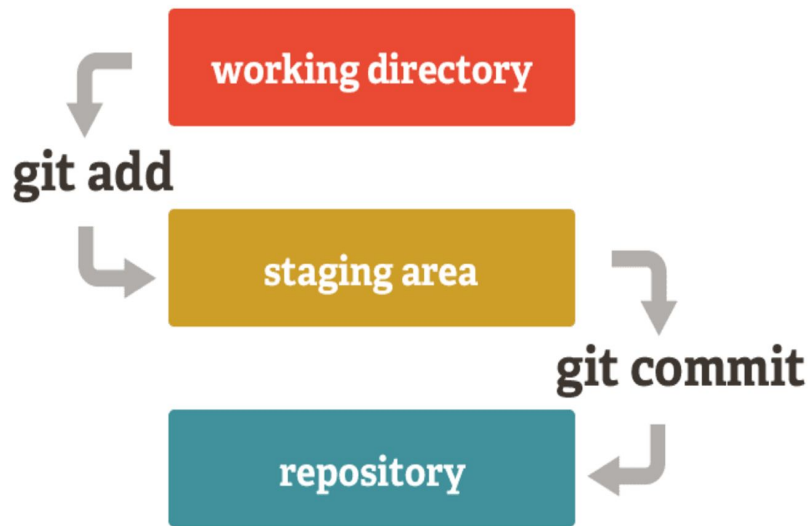 working directory
git add
staging area
git commit
repository